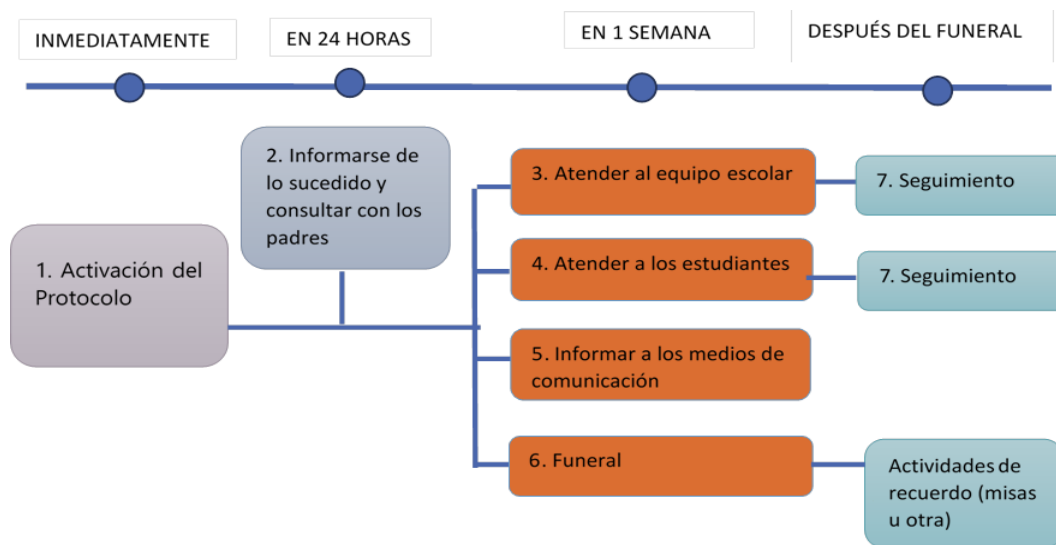 INMEDIATAMENTE
EN 24 HORAS
EN 1 SEMANA
DESPUÉS DEL FUNERAL
1. Activación del
Protocolo
2. Informarse de
lo sucedido y
consultar con los
padres
3. Atender al equipo escolar
7. Seguimiento
4. Atender a los estudiantes
7. Seguimiento
5. Informar a los medios de
comunicación
6. Funeral
Actividades de
recuerdo (misas
u otra)